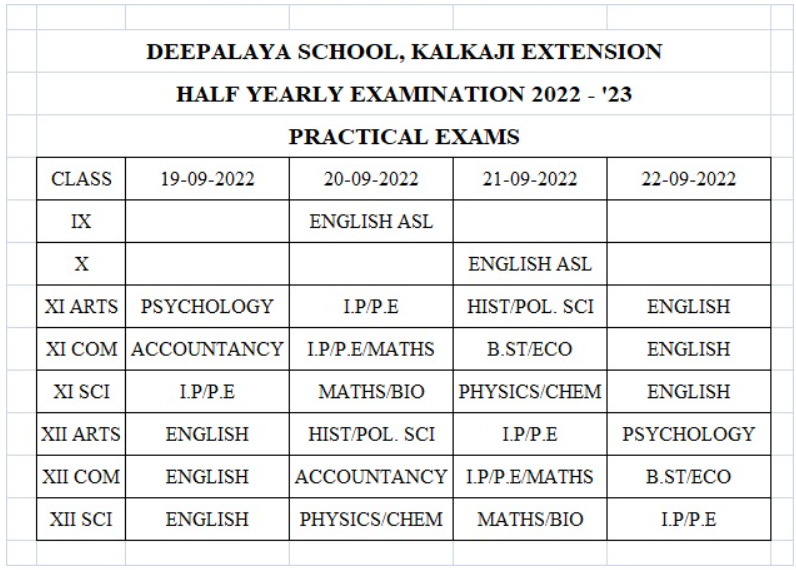 DEEPALAYA SCHOOL, KALKAJI EXTENSION
HALF YEARLY EXAMINATION 2022 - '23
PRACTICAL EXAMS
CLASS 19-09-2022 20-09-2022 21-09-2022 22-09-2022
IX ENGLISH ASL
X ENGLISH ASL
XI ARTS PSYCHOLOGY I.P/P.E HIST/POL. SCI ENGLISH
XI COM ACCOUNTANCY I.P/P.E/MATHS B.ST/ECO ENGLISH
XI SCI I.P/P.E MATHS/BIO PHYSICS/CHEM ENGLISH
XII ARTS ENGLISH HIST/POL. SCI I.P/P.E PSYCHOLOGY
XII COM ENGLISH ACCOUNTANCY I.P/P.E/MATHS B.ST/ECO
XII SCI ENGLISH PHYSICS/CHEM MATHS/BIO I.P/P.E